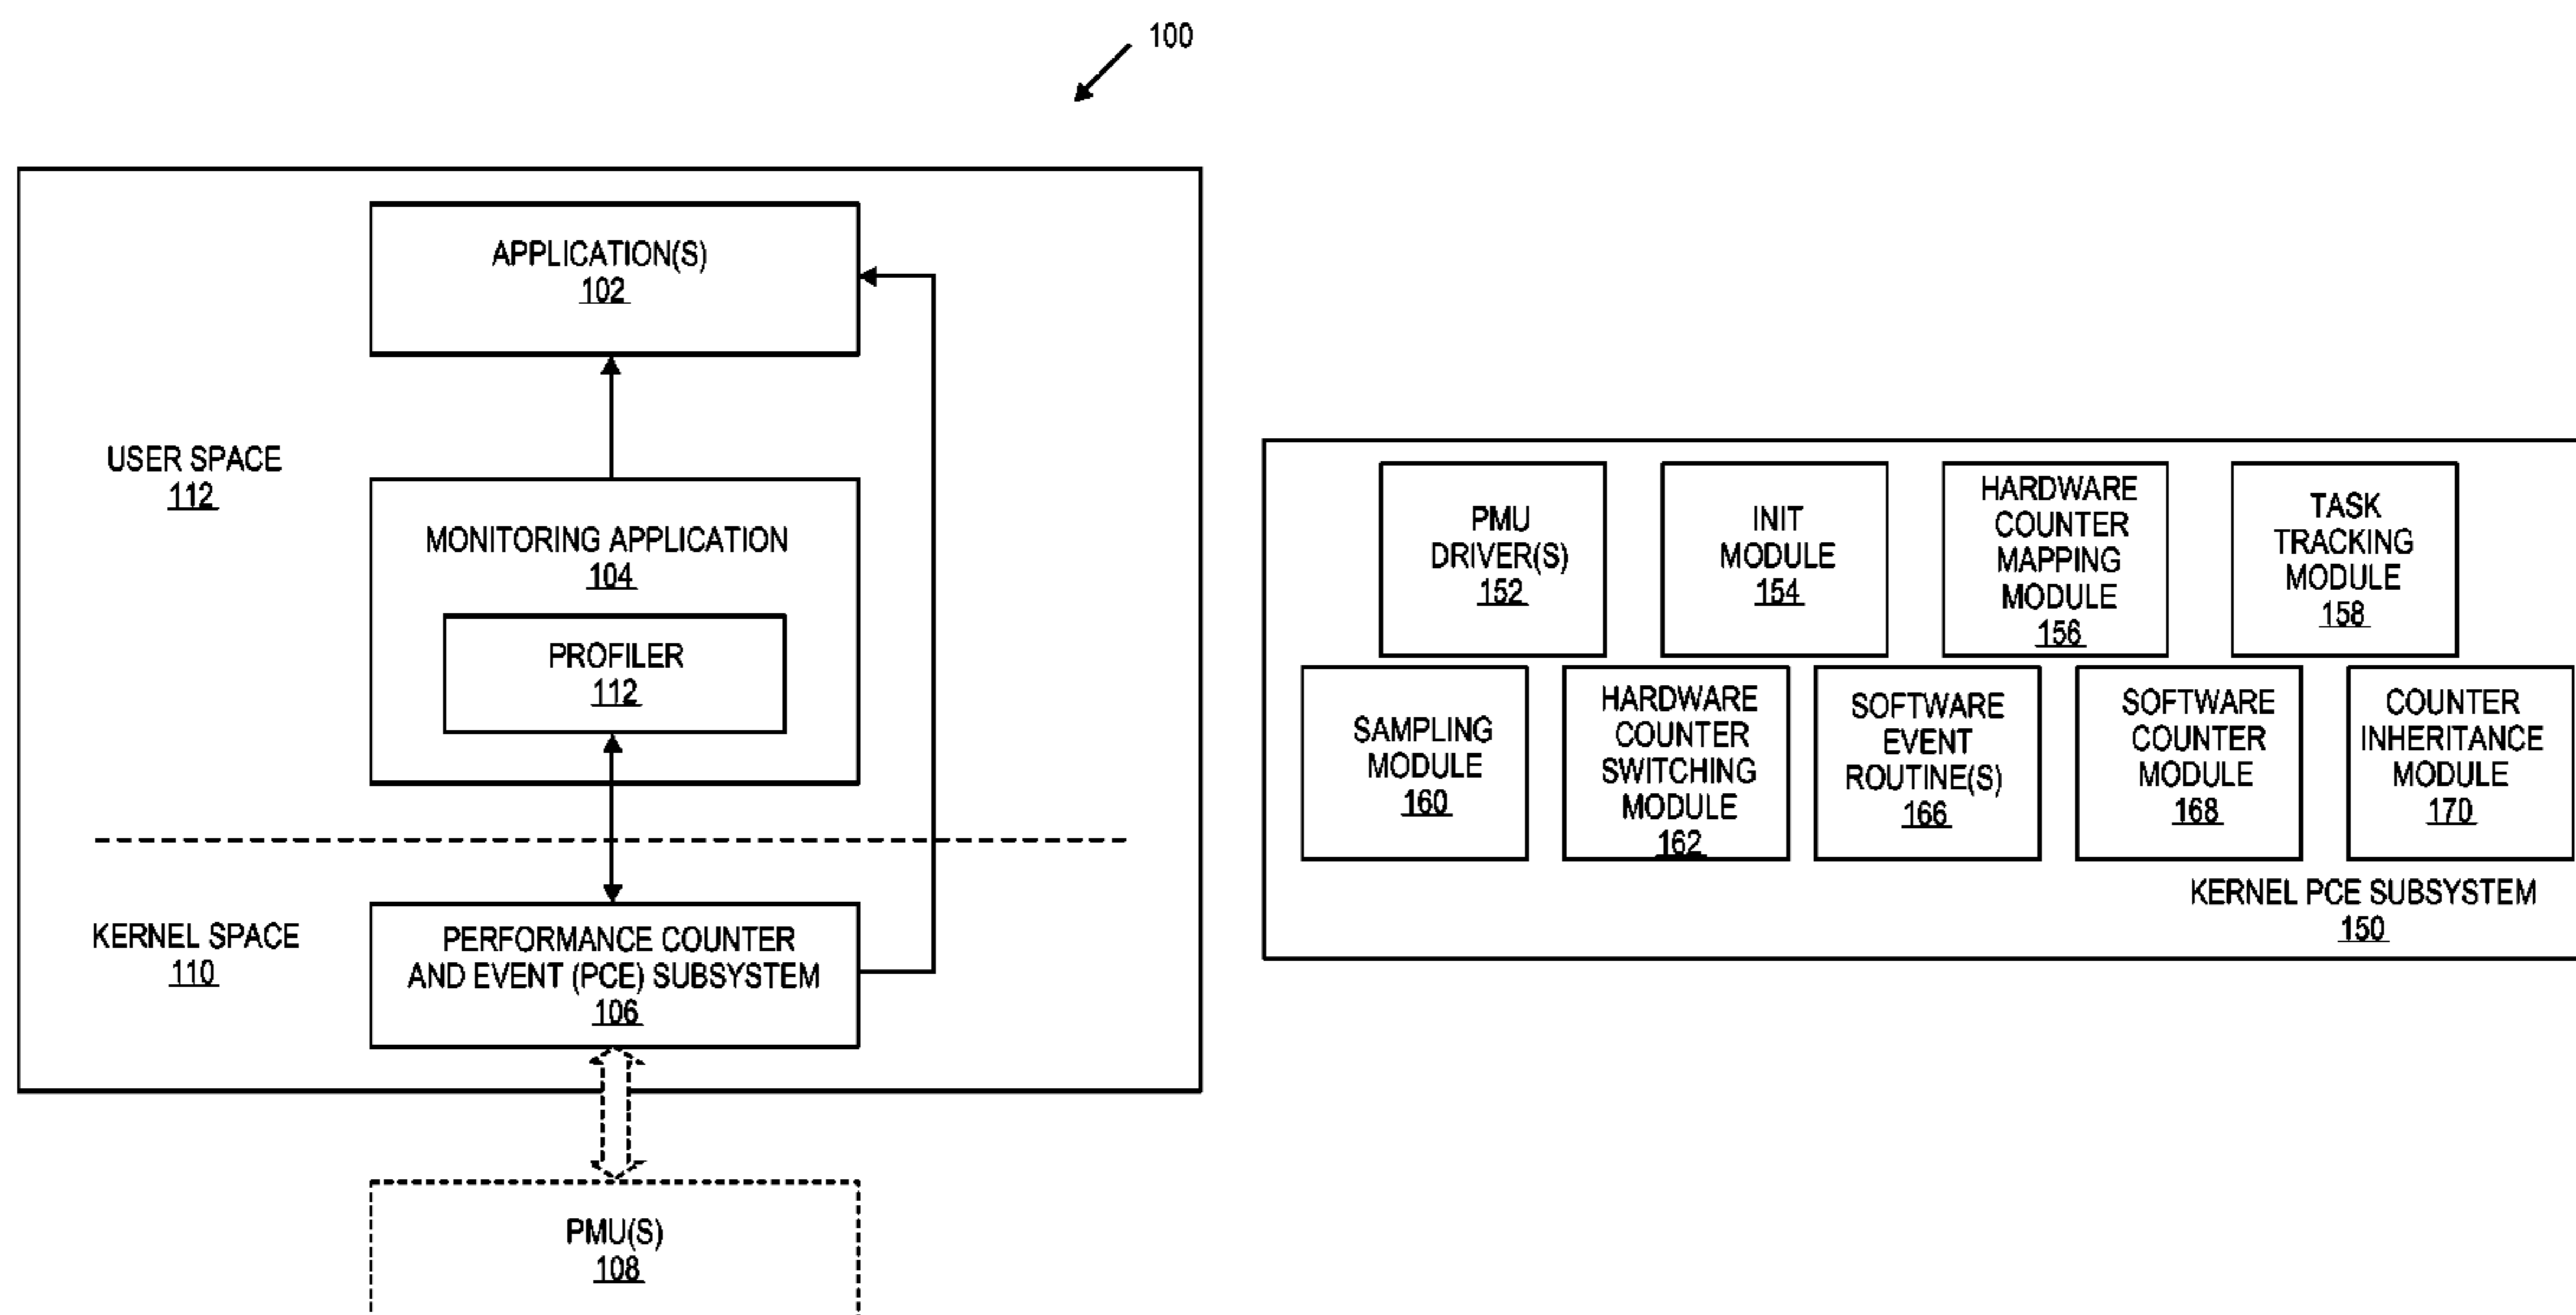 100
APPLICATION(S)
102
USER SPACE
112
MONITORING APPLICATION
104
PROFILER
112
KERNEL SPACE
110
PERFORMANCE COUNTER
AND EVENT (PCE) SUBSYSTEM
106
PMU(S)
108
PMU
DRIVER(S)
152
INIT
MODULE
154
HARDWARE
COUNTER
MAPPING
MODULE
156
TASK
TRACKING
MODULE
158
SAMPLING
MODULE
160
HARDWARE
COUNTER
SWITCHING
MODULE
162
SOFTWARE
EVENT
ROUTINE(S)
166
SOFTWARE
COUNTER
MODULE
168
COUNTER
INHERITANCE
MODULE
170
KERNEL PCE SUBSYSTEM
150